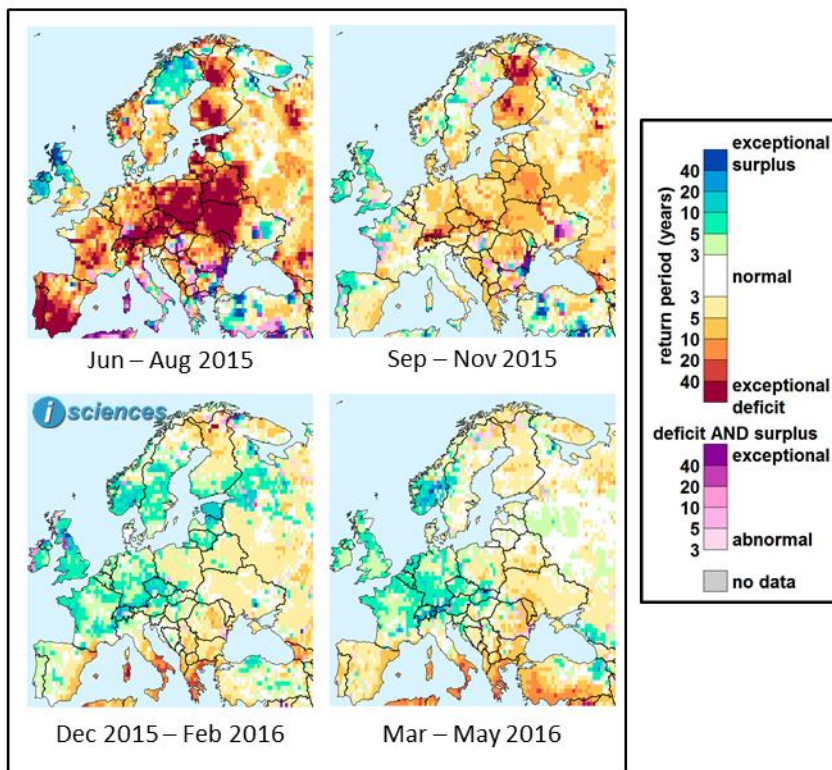 Jun – Aug 2015
Sep – Nov 2015
i sciences
Dec 2015 – Feb 2016
Mar – May 2016
return period (years)
exceptional
surplus
40
20
10
5
3
normal
3
5
10
20
40
exceptional
deficit
deficit AND surplus
exceptional
40
20
10
5
3
abnormal
no data